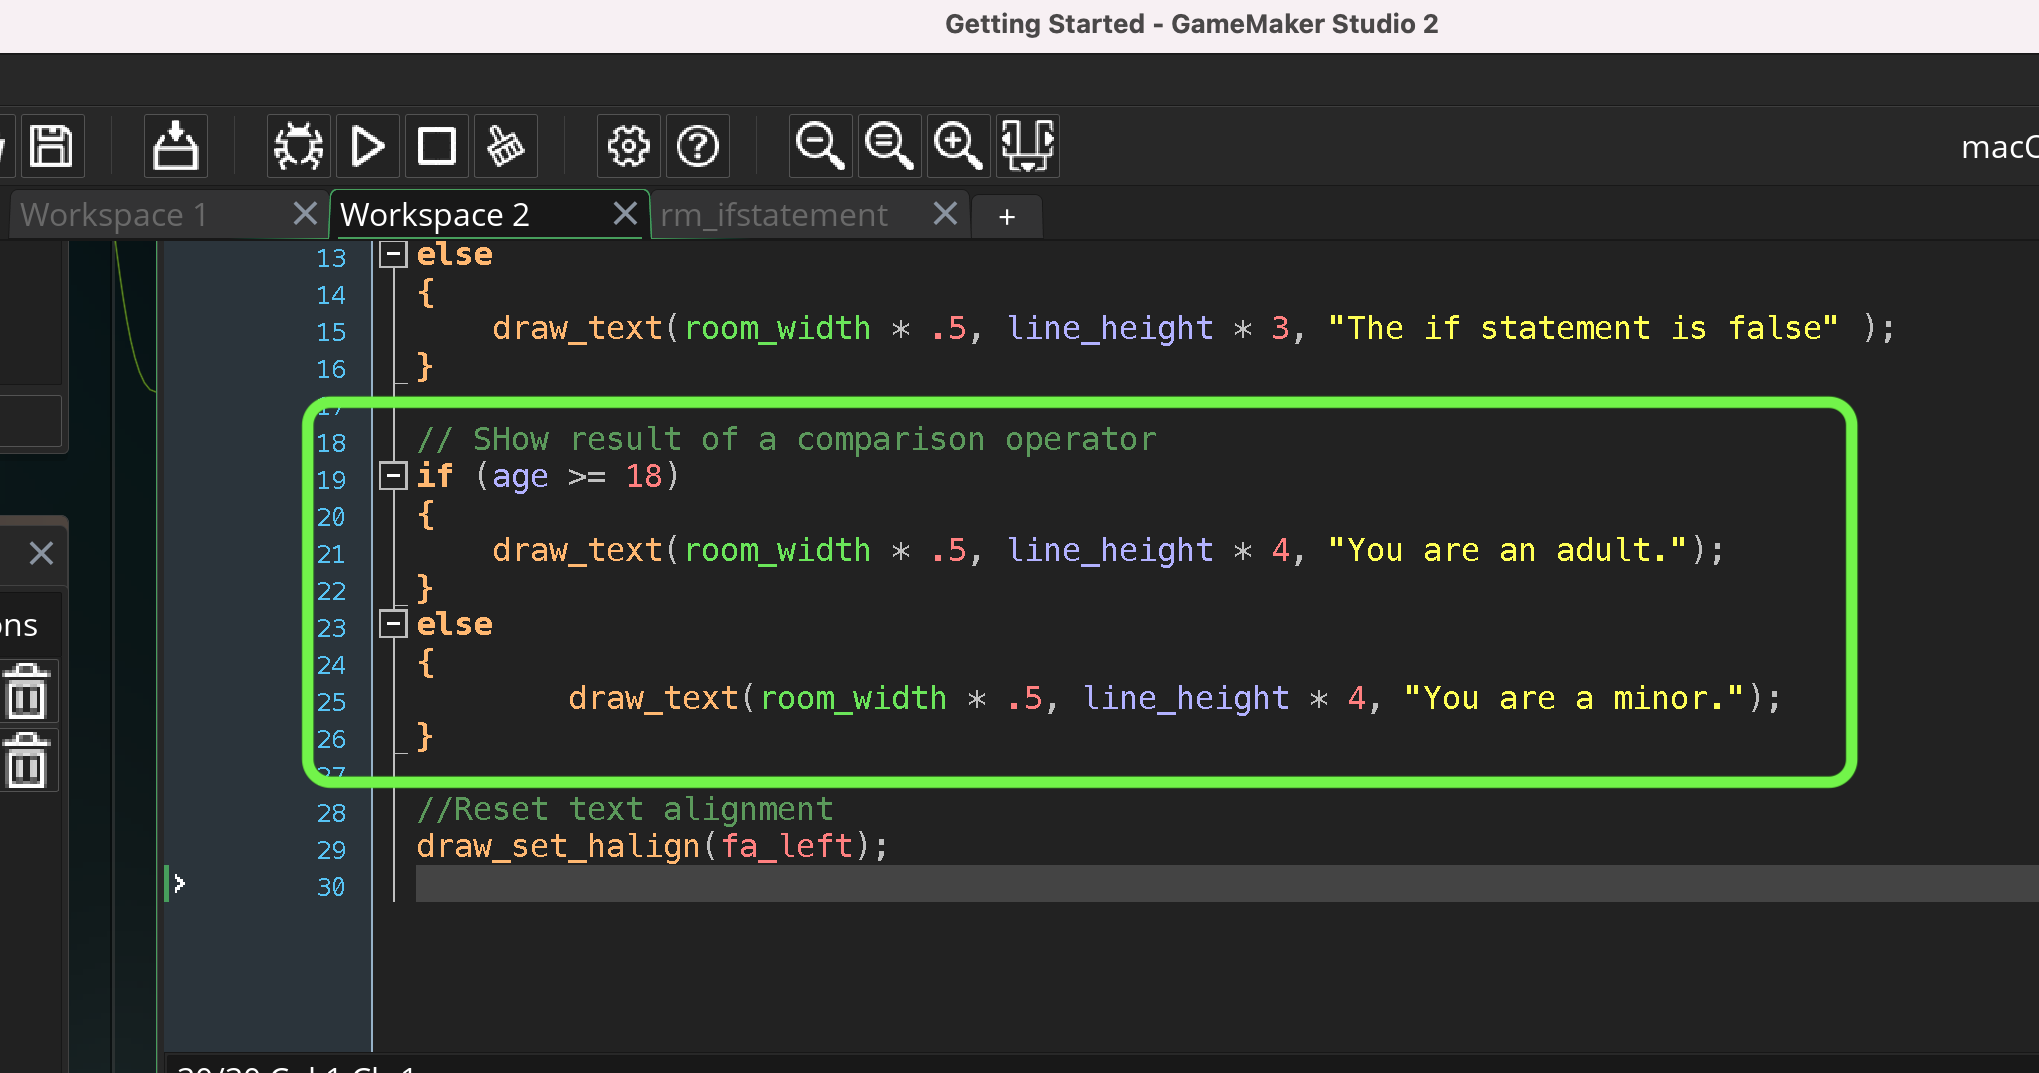 Getting Started - GameMaker Studio 2
macO
Workspace 1
Workspace 2
rm_ifstatement
+
13 else
14 {
15 draw_text(room_width * .5, line_height * 3, "The if statement is false" );
16 }
17
18 // SHow result of a comparison operator
19 if (age >= 18)
20 {
21 draw_text(room_width * .5, line_height * 4, "You are an adult.");
22 }
23 else
24 {
25 draw_text(room_width * .5, line_height * 4, "You are a minor.");
26 }
27
28 //Reset text alignment
29 draw_set_halign(fa_left);
30
ons